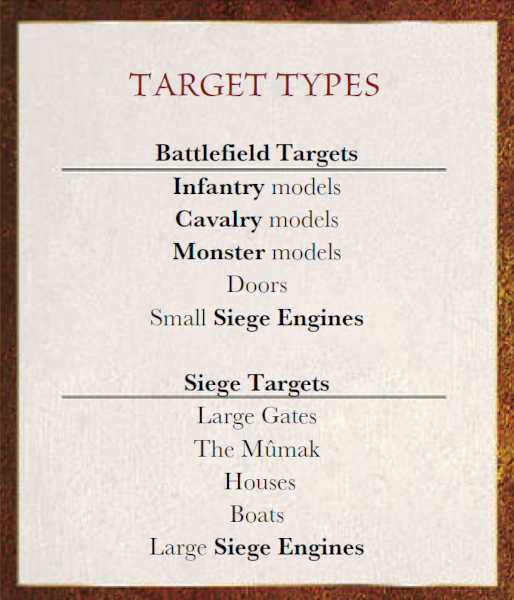 TARGET TYPES
Battlefield Targets
Infantry models
Cavalry models
Monster models
Doors
Small Siege Engines
Siege Targets
Large Gates
The Mûmak
Houses
Boats
Large Siege Engines